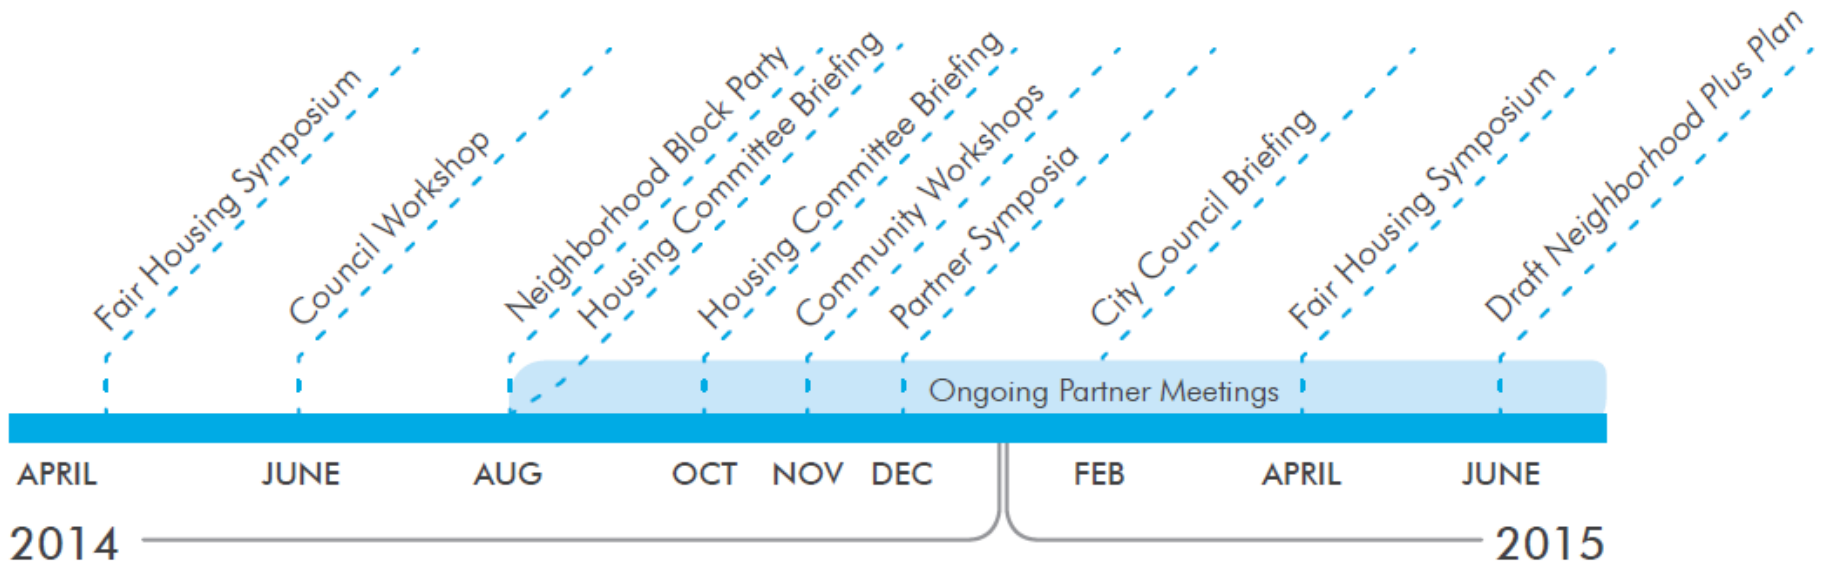 Fair Housing Symposium
Council Workshop
Neighborhood Block Party
Housing Committee Briefing
Housing Committee Briefing
Community Workshops
Partner Symposia
City Council Briefing
Fair Housing Symposium
Draft Neighborhood Plus Plan
Ongoing Partner Meetings
APRIL JUNE AUG OCT NOV DEC FEB APRIL JUNE
2014 2015